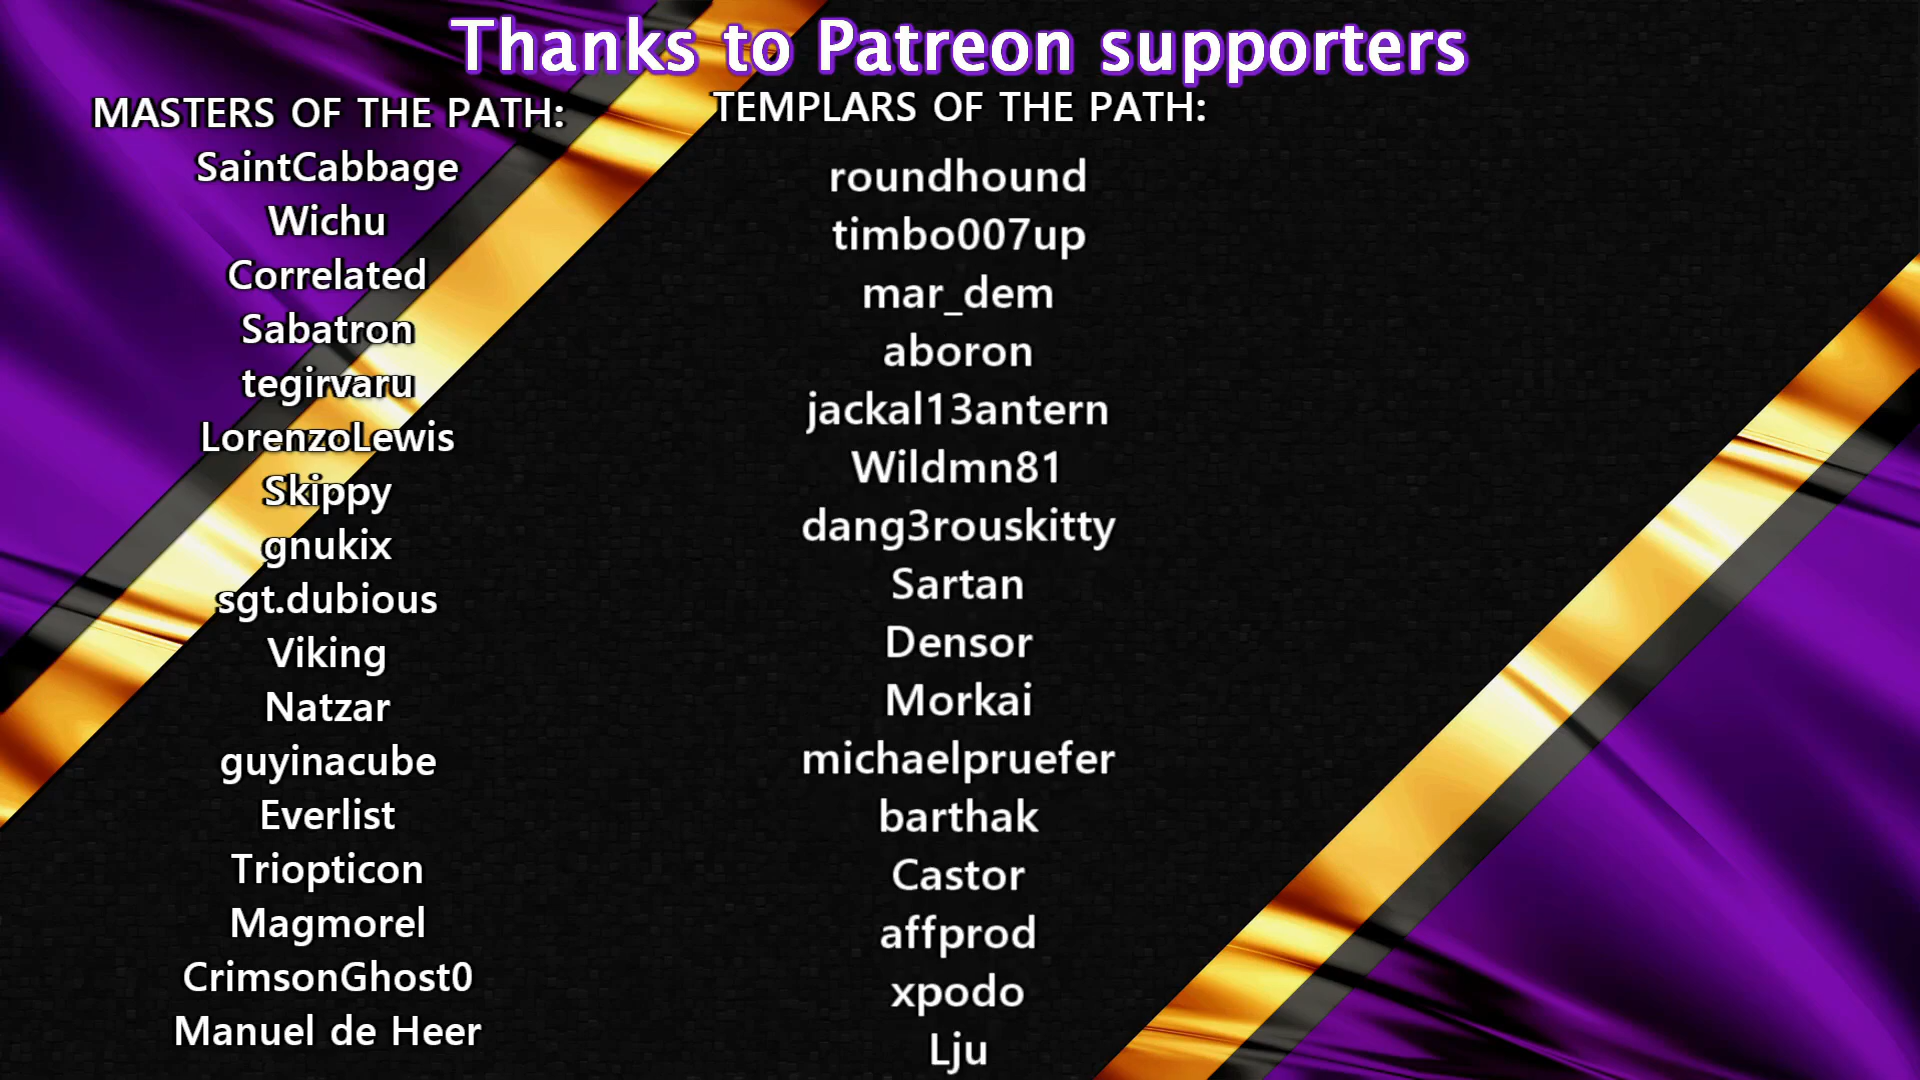 Thanks to Patreon supporters
MASTERS OF THE PATH:
SaintCabbage
Wichu
Correlated
Sabatron
tegirvaru
LorenzoLewis
Skippy
gnukix
sgt.dubious
Viking
Natzar
guyinacube
Everlist
Triopticon
Magmorel
CrimsonGhost0
Manuel de Heer
TEMPLARS OF THE PATH:
roundhound
timbo007up
mar_dem
aboron
jackal13antern
Wildmn81
dang3rouskitty
Sartan
Densor
Morkai
michaelpruefer
barthak
Castor
affprod
xpodo
Lju